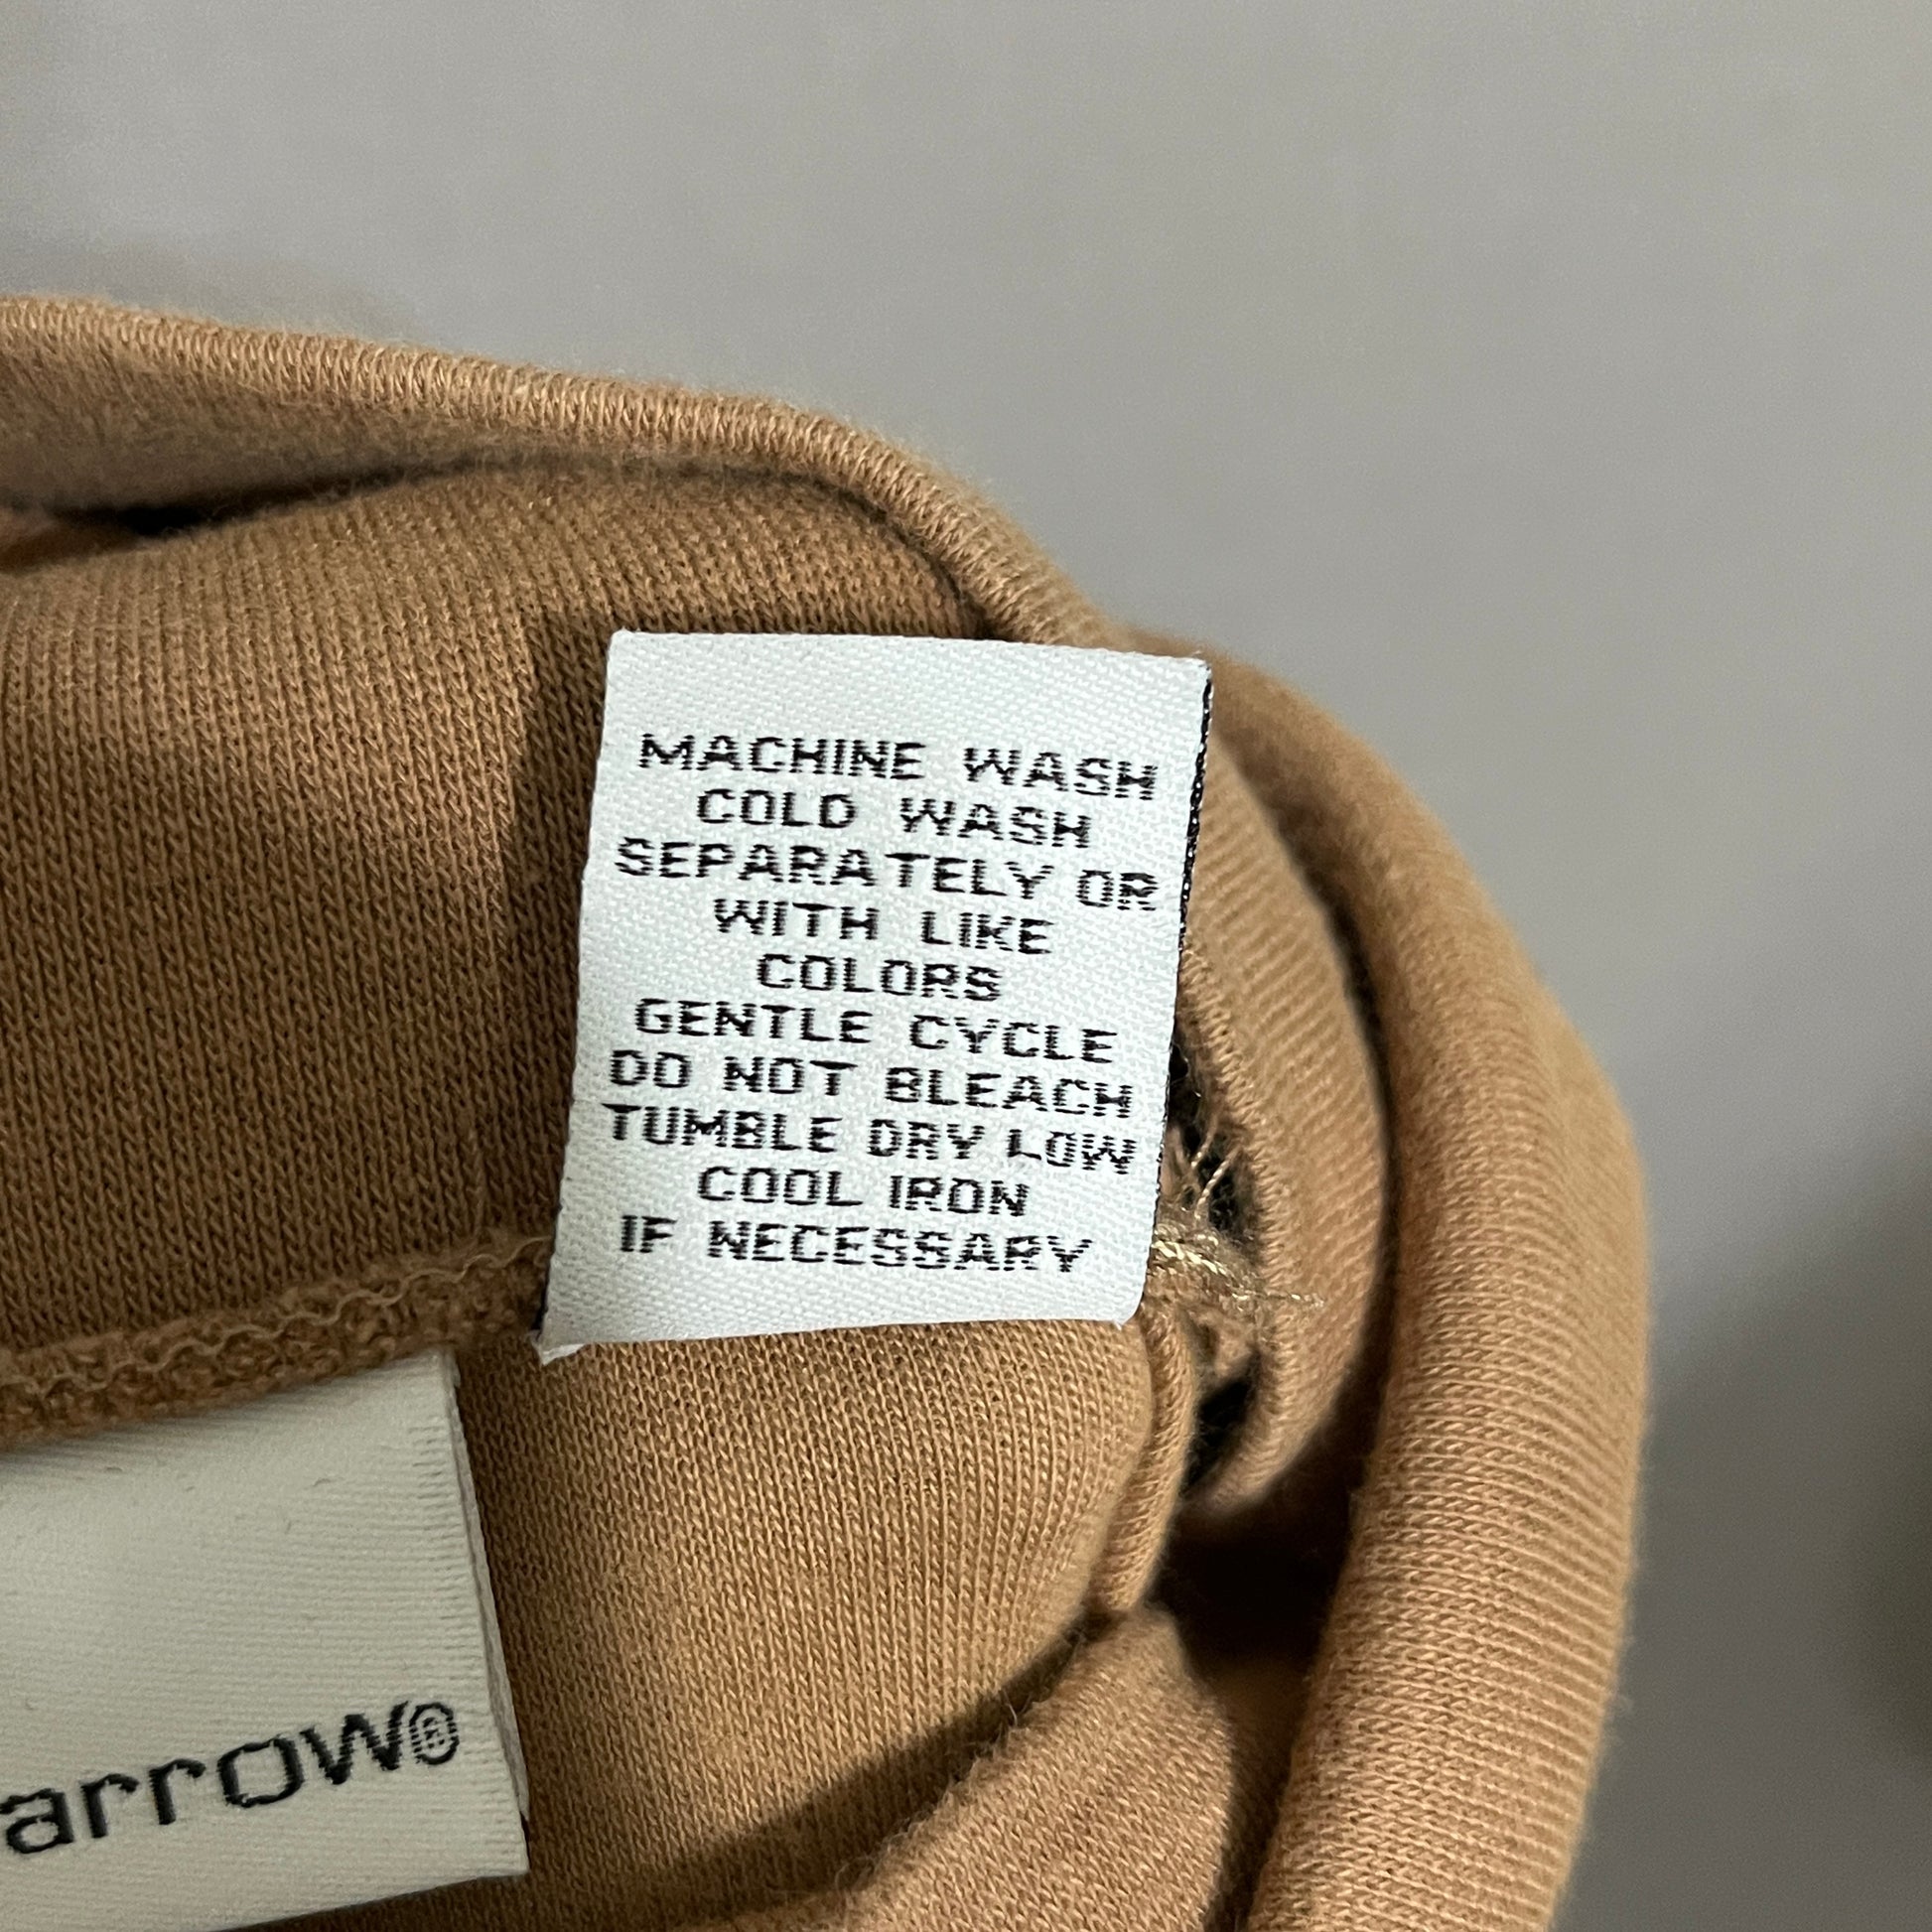 MACHINE WASH
COLD WASH
SEPARATELY OR
WITH LIKE
COLORS
GENTLE CYCLE
DO NOT BLEACH
TUMBLE DRY LOW
COOL IRON
IF NECESSARY
arrow®